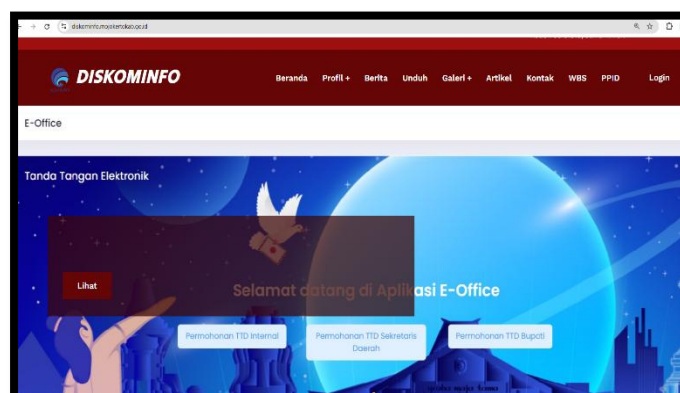 diskominfo.mojokertokab.go.id
DISKOMINFO
Beranda Profil + Berita Unduh Galeri + Artikel Kontak WBS PPID Login
E-Office
Tanda Tangan Elektronik
Lihat
Selamat datang di Aplikasi E-Office
Permohonan TTD Internal
Permohonan TTD Sekretaris
Daerah
Permohonan TTD Bupati